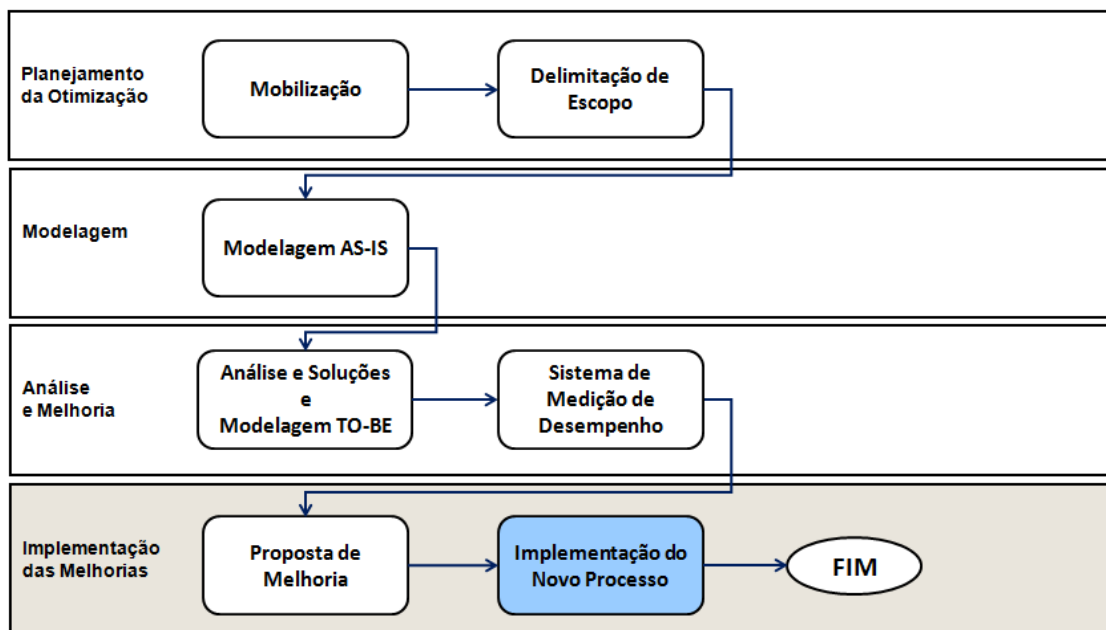 Planejamento
da Otimização
Mobilização
Delimitação de
Escopo
Modelagem
Modelagem AS-IS
Análise
e Melhoria
Análise e Soluções
e
Modelagem TO-BE
Sistema de
Medição de
Desempenho
Implementação
das Melhorias
Proposta de
Melhoria
Implementação do
Novo Processo
FIM